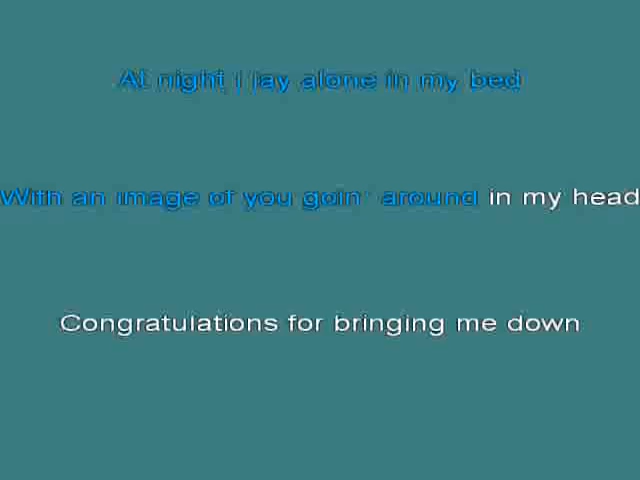 At night I lay alone in my bed
With an image of you goin' around in my head
Congratulations for bringing me down